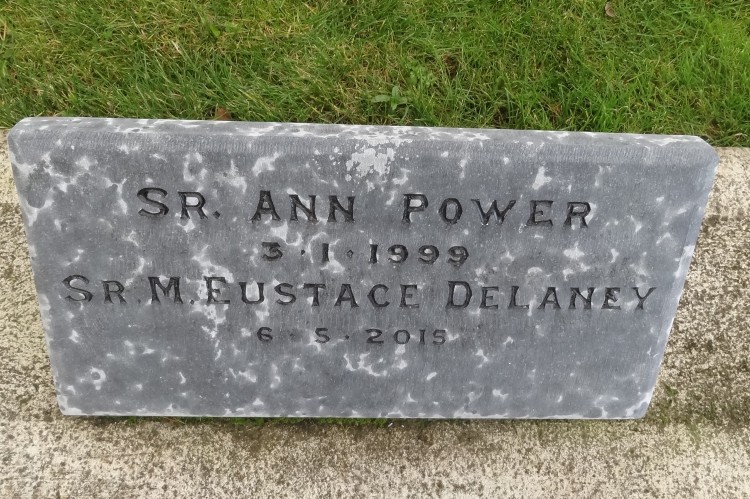 SR. ANN POWER
3·1·1999
SR. M. EUSTACE DELANEY
6·5·2015